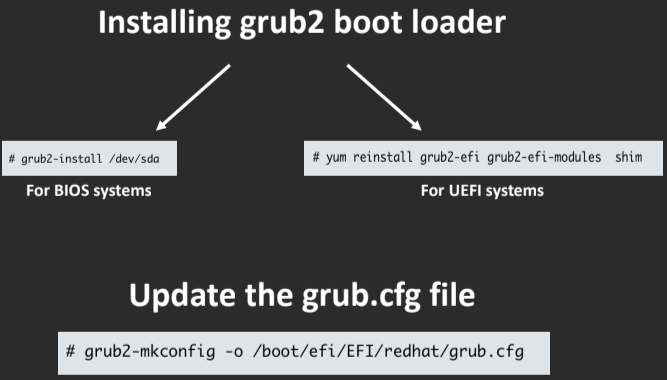 Installing grub2 boot loader
# grub2-install /dev/sda
# yum reinstall grub2-efi grub2-efi-modules shim
For BIOS systems
For UEFI systems
Update the grub.cfg file
# grub2-mkconfig -o /boot/efi/EFI/redhat/grub.cfg